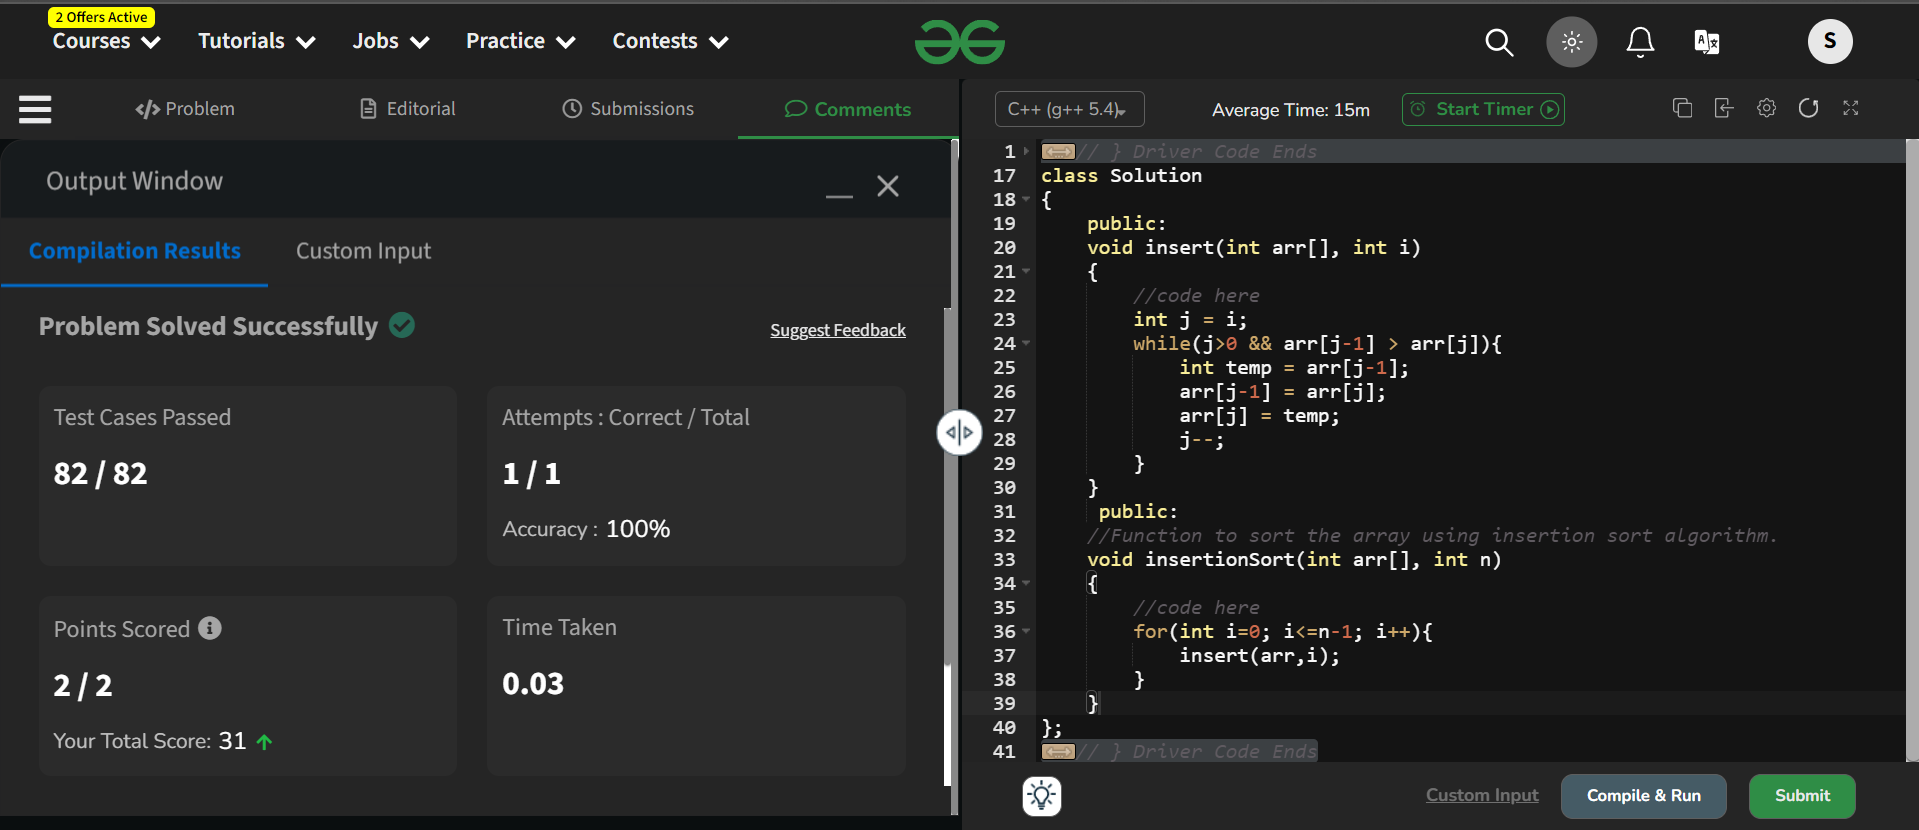 2 Offers Active
Courses Tutorials Jobs Practice Contests
S
</> Problem Editorial Submissions Comments
C++ (g++ 5.4) Average Time: 15m Start Timer
Output Window
Compilation Results Custom Input
Problem Solved Successfully
Suggest Feedback
Test Cases Passed
82 / 82
Attempts : Correct / Total
1 / 1
Accuracy : 100%
Points Scored
2 / 2
Your Total Score: 31
Time Taken
0.03
1 // } Driver Code Ends
17 class Solution
18 {
19 public:
20 void insert(int arr[], int i)
21 {
22 //code here
23 int j = i;
24 while(j>0 && arr[j-1] > arr[j]){
25 int temp = arr[j-1];
26 arr[j-1] = arr[j];
27 arr[j] = temp;
28 j--;
29 }
30 }
31 public:
32 //Function to sort the array using insertion sort algorithm.
33 void insertionSort(int arr[], int n)
34 {
35 //code here
36 for(int i=0; i<=n-1; i++){
37 insert(arr,i);
38 }
39 }
40 };
41 // } Driver Code Ends
Custom Input Compile & Run Submit